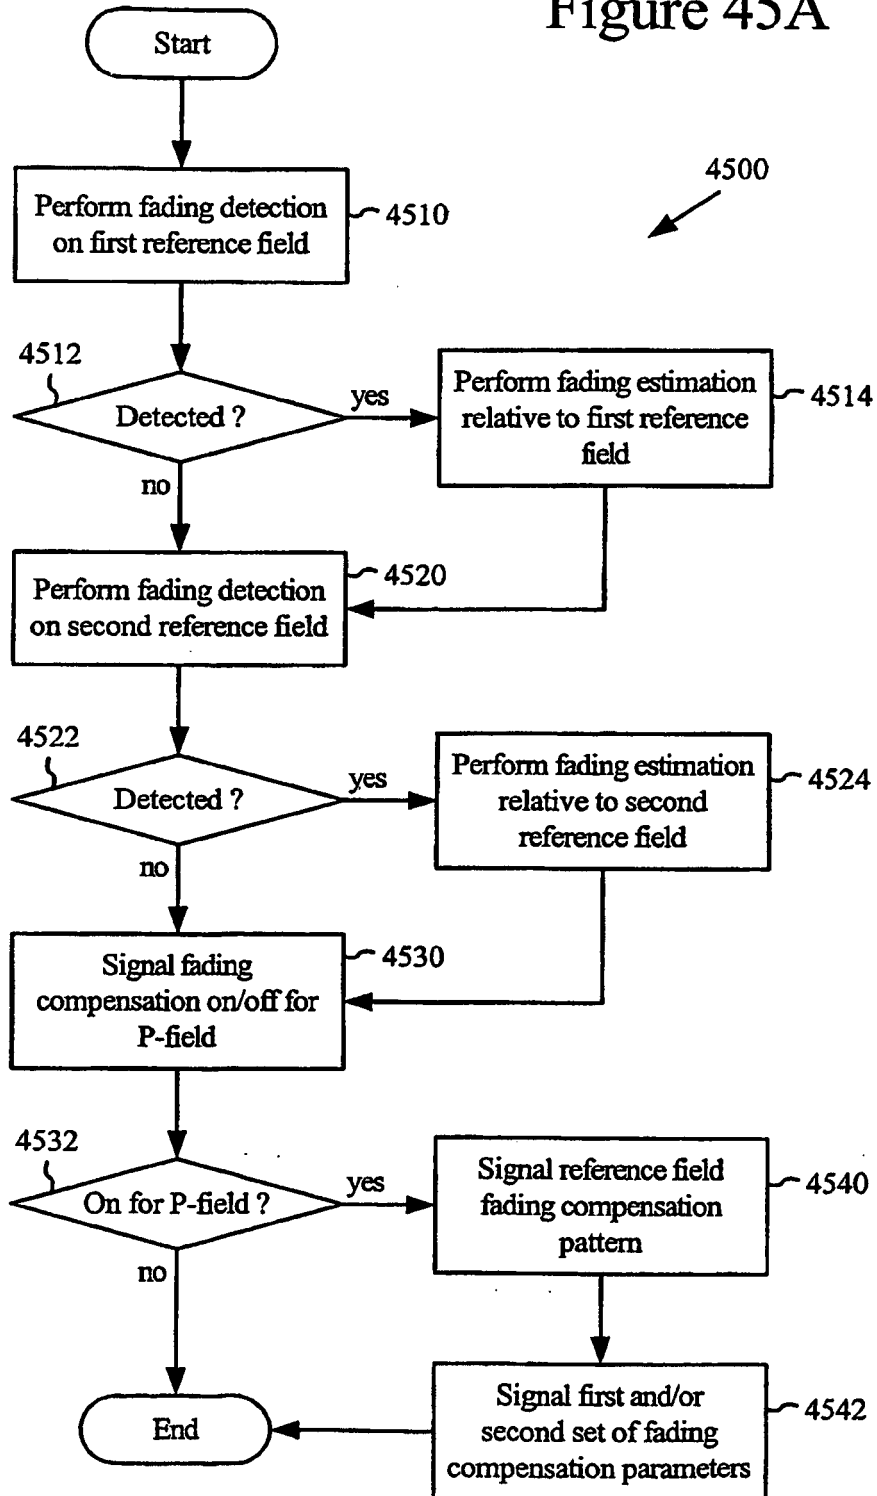 Figure 45A
Start
4500
Perform fading detection
on first reference field
4510
4512
Detected ?
yes
no
Perform fading estimation
relative to first reference
field
4514
Perform fading detection
on second reference field
4520
4522
Detected ?
yes
no
Perform fading estimation
relative to second
reference field
4524
Signal fading
compensation on/off for
P-field
4530
4532
On for P-field ?
yes
no
Signal reference field
fading compensation
pattern
4540
Signal first and/or
second set of fading
compensation parameters
4542
End